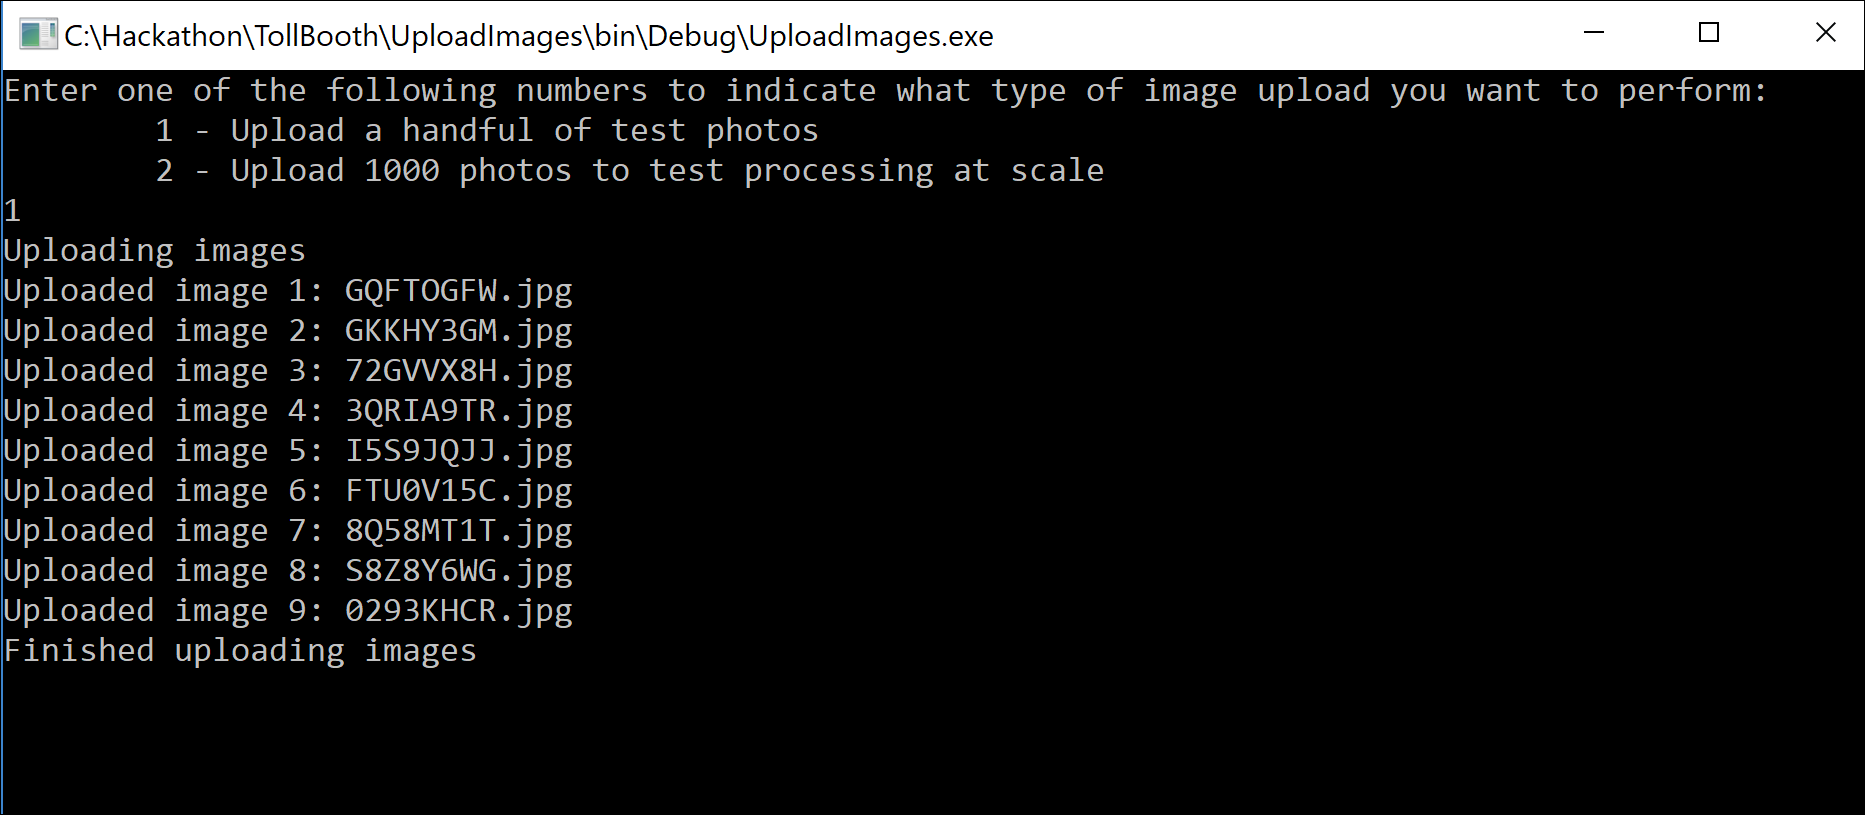 C:\Hackathon\TollBooth\UploadImages\bin\Debug\UploadImages.exe
Enter one of the following numbers to indicate what type of image upload you want to perform:
1 - Upload a handful of test photos
2 - Upload 1000 photos to test processing at scale
1
Uploading images
Uploaded image 1: GQFTOGFW.jpg
Uploaded image 2: GKKHY3GM.jpg
Uploaded image 3: 72GVVX8H.jpg
Uploaded image 4: 3QRIA9TR.jpg
Uploaded image 5: I5S9JQJJ.jpg
Uploaded image 6: FTU0V15C.jpg
Uploaded image 7: 8Q58MT1T.jpg
Uploaded image 8: S8Z8Y6WG.jpg
Uploaded image 9: 0293KHCR.jpg
Finished uploading images